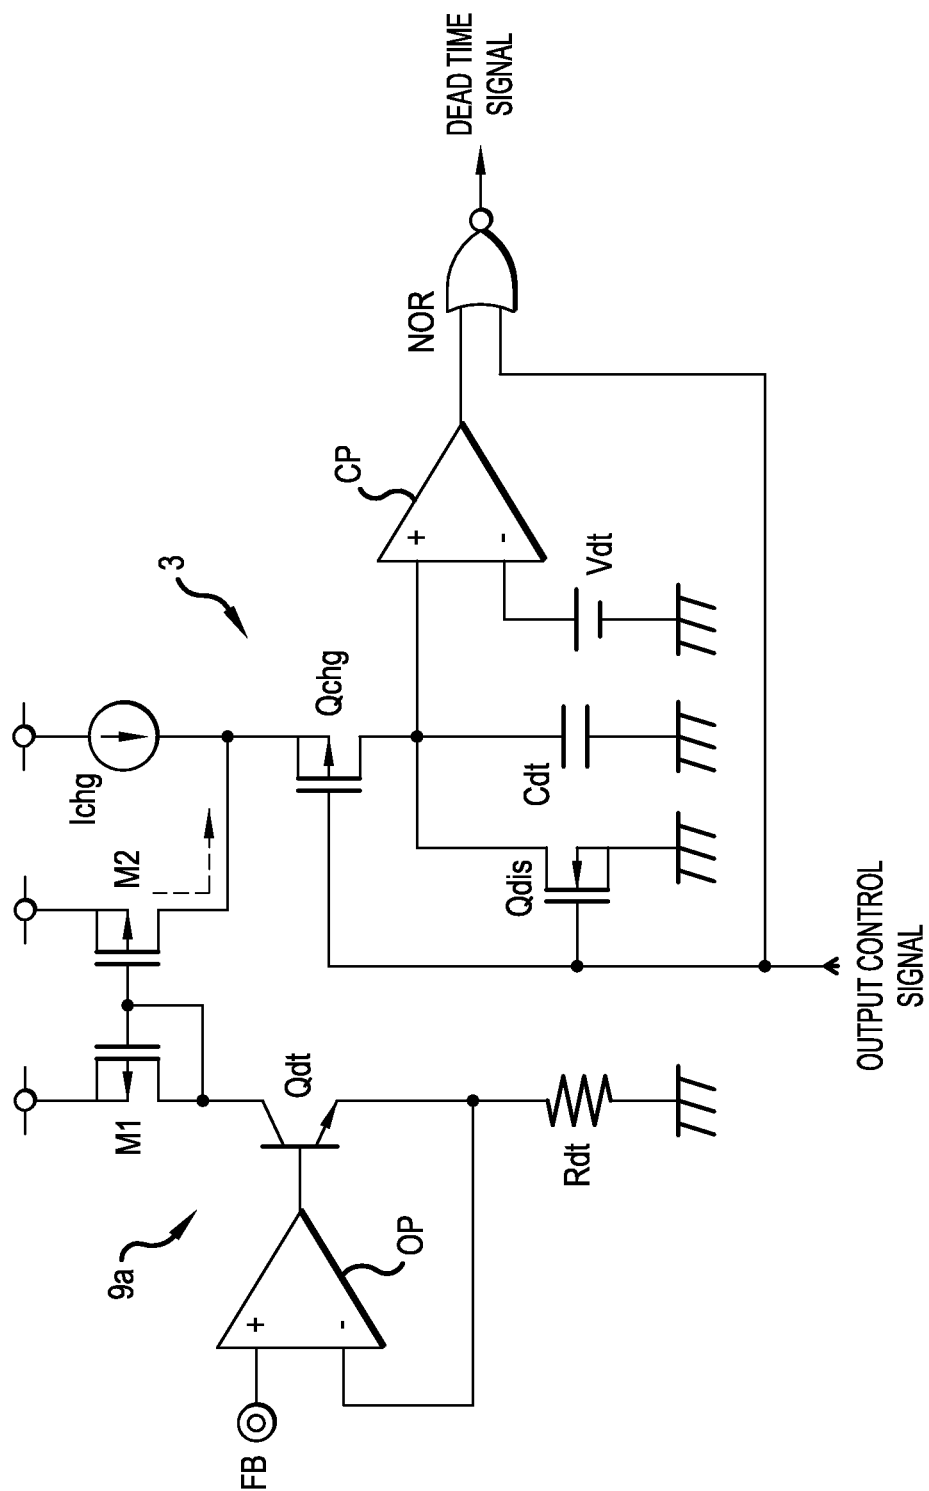 M1
M2
Ichg
3
Qchg
CP
NOR
DEAD TIME
SIGNAL
9a
FB
+
-
OP
Qdt
Rdt
Qdis
Cdt
+
-
Vdt
OUTPUT CONTROL
SIGNAL